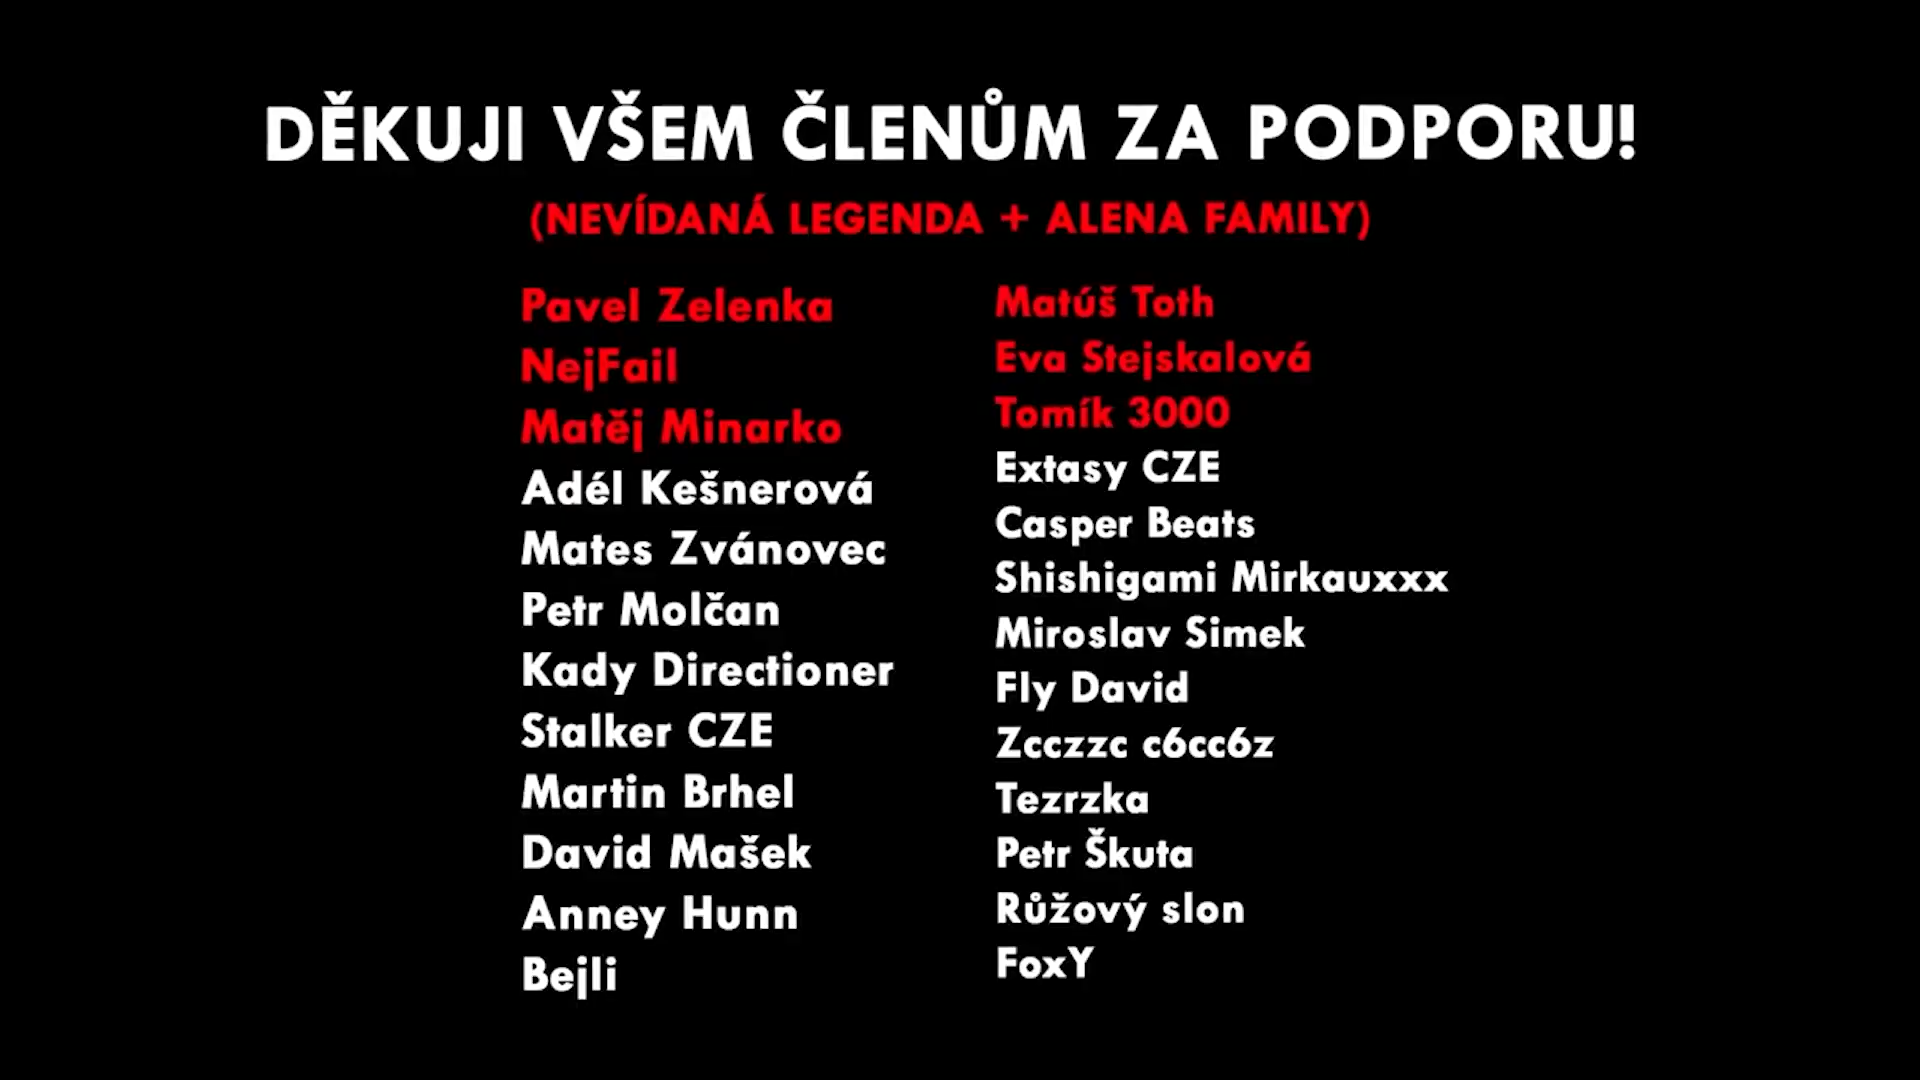 DĚKUJI VŠEM ČLENŮM ZA PODPORU!
(NEVÍDANÁ LEGENDA + ALENA FAMILY)
Pavel Zelenka
NejFail
Matěj Minarko
Adél Kešnerová
Mates Zvánovec
Petr Molčan
Kady Directioner
Stalker CZE
Martin Brhel
David Mašek
Anney Hunn
Bejli
Matúš Toth
Eva Stejskalová
Tomík 3000
Extasy CZE
Casper Beats
Shishigami Mirkauxxx
Miroslav Simek
Fly David
Zcczzc c6cc6z
Tezrzka
Petr Škuta
Růžový slon
FoxY